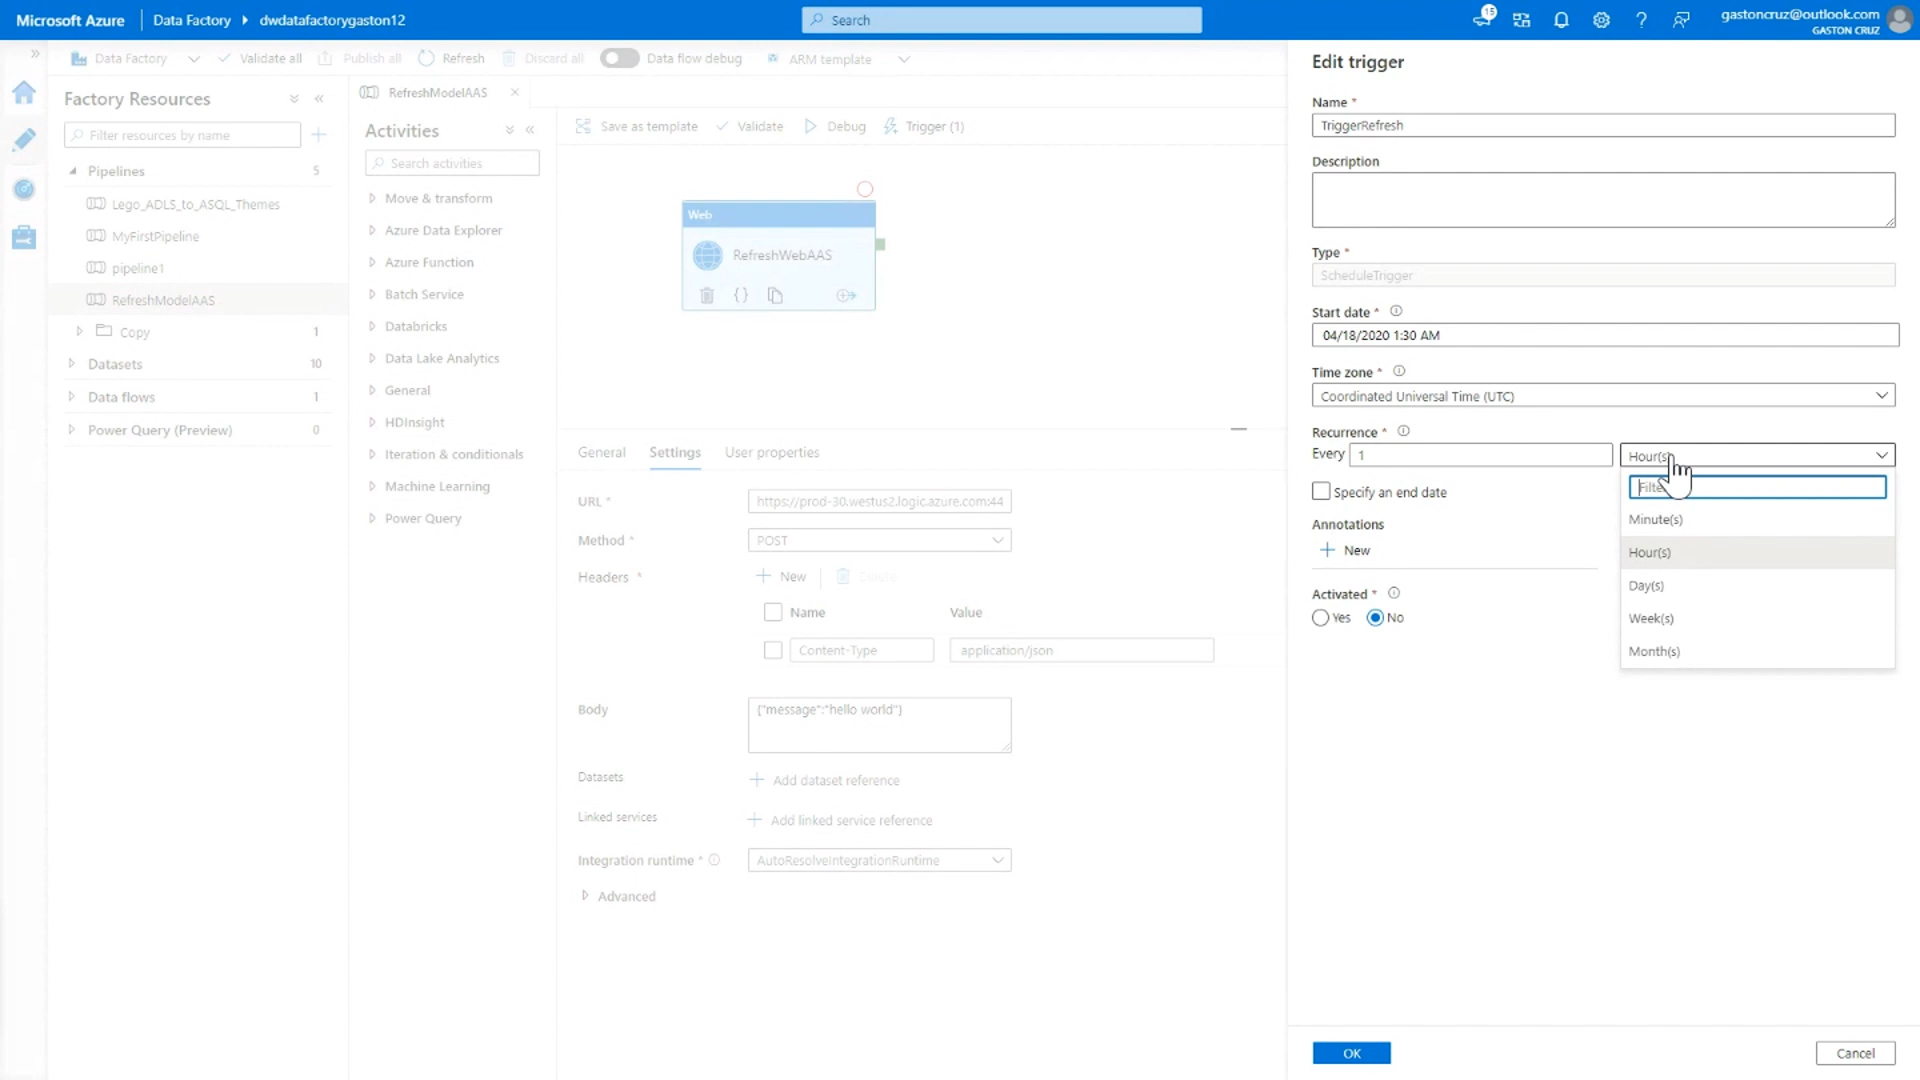 Microsoft Azure
Data Factory
dwdatafactorygaston12
Search
15
gastoncruz@outlook.com
GASTON CRUZ
Data Factory
Validate all
Publish all
Refresh
Discard all
Data flow debug
ARM template
Factory Resources
Filter resources by name
Pipelines 5
Lego_ADLS_to_ASQL_Themes
MyFirstPipeline
pipeline1
RefreshModelAAS
Copy 1
Datasets 10
Data flows 1
Power Query (Preview) 0
RefreshModelAAS
Activities
Search activities
Move & transform
Azure Data Explorer
Azure Function
Batch Service
Databricks
Data Lake Analytics
General
HDInsight
Iteration & conditionals
Machine Learning
Power Query
Save as template
Validate
Debug
Trigger (1)
Web
RefreshWebAAS
General
Settings
User properties
URL *
https://prod-30.westus2.logic.azure.com:44
Method *
POST
Headers *
New
Delete
Name
Value
Content-Type
application/json
Body
{"message":"hello world"}
Datasets
Add dataset reference
Linked services
Add linked service reference
Integration runtime *
AutoResolveIntegrationRuntime
Advanced
Edit trigger
Name *
TriggerRefresh
Description
Type *
ScheduleTrigger
Start date *
04/18/2020 1:30 AM
Time zone *
Coordinated Universal Time (UTC)
Recurrence *
Every 1
Hour(s)
Minute(s)
Hour(s)
Day(s)
Week(s)
Month(s)
Specify an end date
Annotations
New
Activated *
Yes
No
OK
Cancel